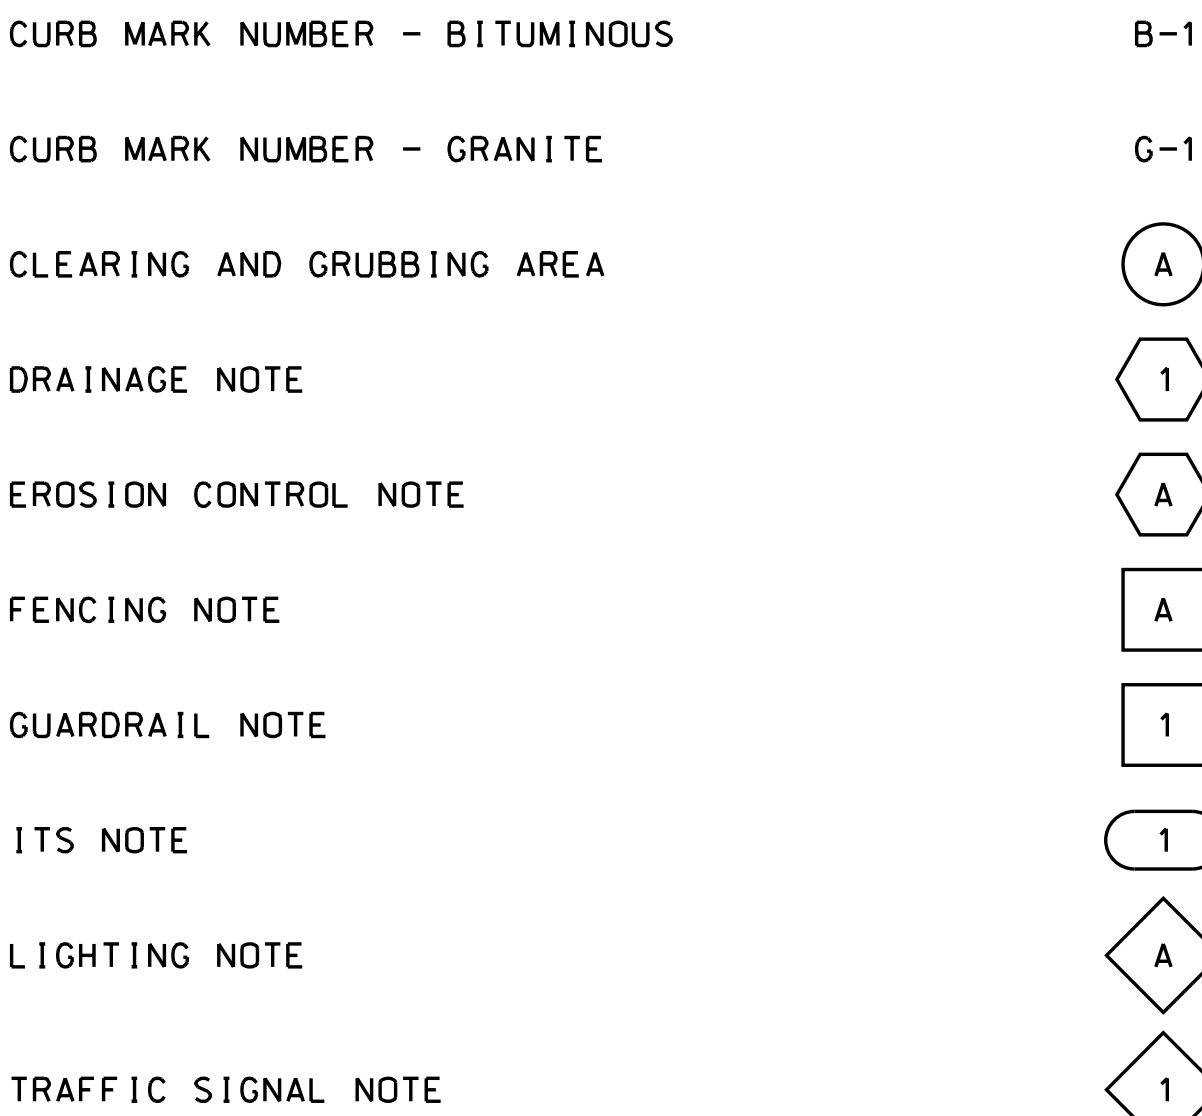 CURB MARK NUMBER - BITUMINOUS B-1
CURB MARK NUMBER - GRANITE G-1
CLEARING AND GRUBBING AREA A
DRAINAGE NOTE 1
EROSION CONTROL NOTE A
FENCING NOTE A
GUARDRAIL NOTE 1
ITS NOTE 1
LIGHTING NOTE A
TRAFFIC SIGNAL NOTE 1